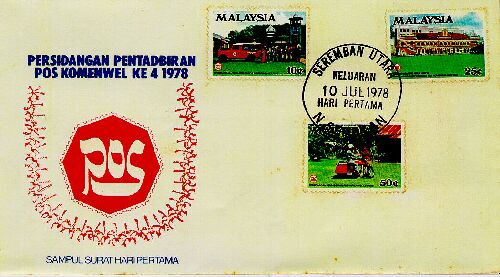 PERSIDANGAN PENTADBIRAN
POS KOMENWEL KE 4 1978
pos
SAMPUL SURAT HARI PERTAMA
MALAYSIA
10c
MALAYSIA
25c
SEREMBAN UTARA
KELUARAN
10 JUL 1978
HARI PERTAMA
50c